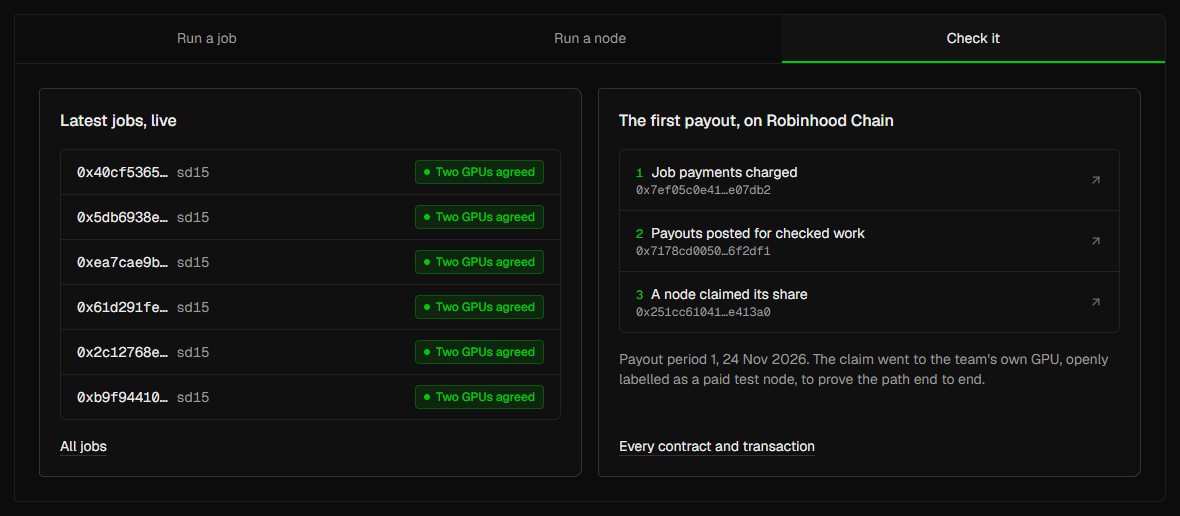 Run a job
Run a node
Check it
Latest jobs, live
0x40cf5365… sd15 Two GPUs agreed
0x5db6938e… sd15 Two GPUs agreed
0xea7cae9b… sd15 Two GPUs agreed
0x61d291fe… sd15 Two GPUs agreed
0x2c12768e… sd15 Two GPUs agreed
0xb9f94410… sd15 Two GPUs agreed
All jobs
The first payout, on Robinhood Chain
1 Job payments charged
0x7ef05c0e41…e07db2
2 Payouts posted for checked work
0x7178cd0050…6f2df1
3 A node claimed its share
0x251cc61041…e413a0
Payout period 1, 24 Nov 2026. The claim went to the team's own GPU, openly
labelled as a paid test node, to prove the path end to end.
Every contract and transaction